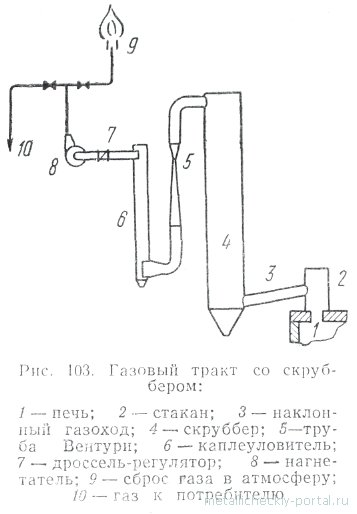 9
10
8
7
6
5
4
3
2
1
Рис. 103. Газовый тракт со скруб-
бером:
1 — печь; 2 — стакан; 3 — наклон-
ный газоход; 4 — скруббер; 5 — тру-
ба Вентури; 6 — каплеуловитель;
7 — дроссель-регулятор; 8 — нагне-
татель; 9 — сброс газа в атмосферу;
10 — газ к потребителю
metallicheckiy-portal.ru